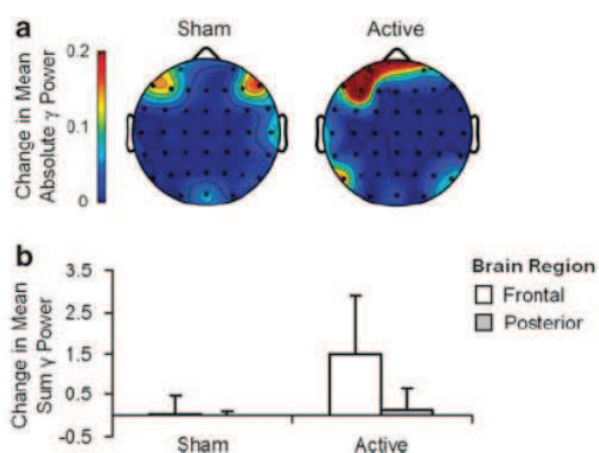 a
Sham
Active
Change in Mean
Absolute γ Power
0.2
0.1
0
b
Change in Mean
Sum γ Power
3.5
2.5
1.5
0.5
-0.5
Sham
Active
Brain Region
Frontal
Posterior